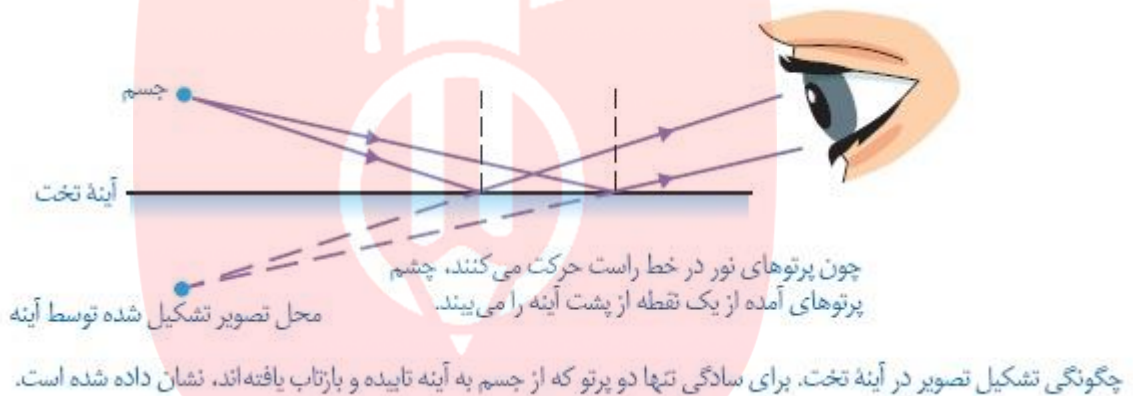 جسم
آینهٔ تخت
چون پرتوهای نور در خط راست حرکت می‌کنند، چشم
پرتوهای آمده از یک نقطه از پشت آینه را می‌بیند.
محل تصویر تشکیل شده توسط آینه
چگونگی تشکیل تصویر در آینهٔ تخت. برای سادگی تنها دو پرتو که از جسم به آینه تابیده و بازتاب یافته‌اند، نشان داده شده است.